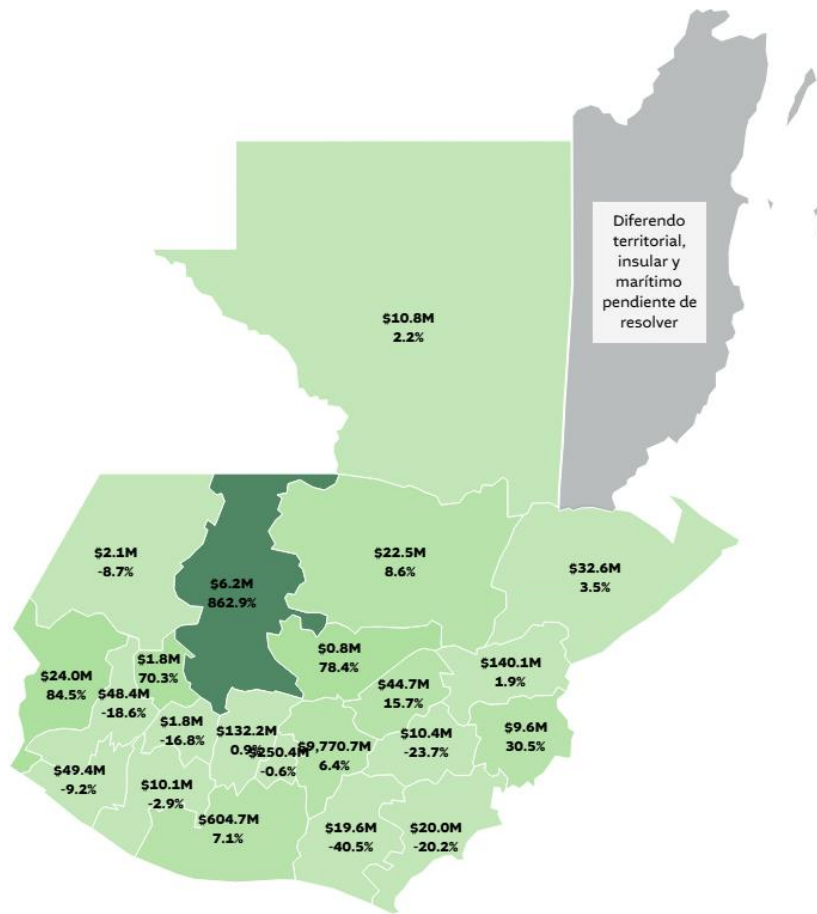 Diferendo
territorial,
insular y
marítimo
pendiente de
resolver
$10.8M
2.2%
$2.1M
-8.7%
$6.2M
862.9%
$22.5M
8.6%
$32.6M
3.5%
$24.0M
84.5%
$1.8M
70.3%
$48.4M
-18.6%
$0.8M
78.4%
$44.7M
15.7%
$140.1M
1.9%
$1.8M
-16.8%
$132.2M
0.9%
$250.4M
-0.6%
$9,770.7M
6.4%
$10.4M
-23.7%
$9.6M
30.5%
$49.4M
-9.2%
$10.1M
-2.9%
$604.7M
7.1%
$19.6M
-40.5%
$20.0M
-20.2%